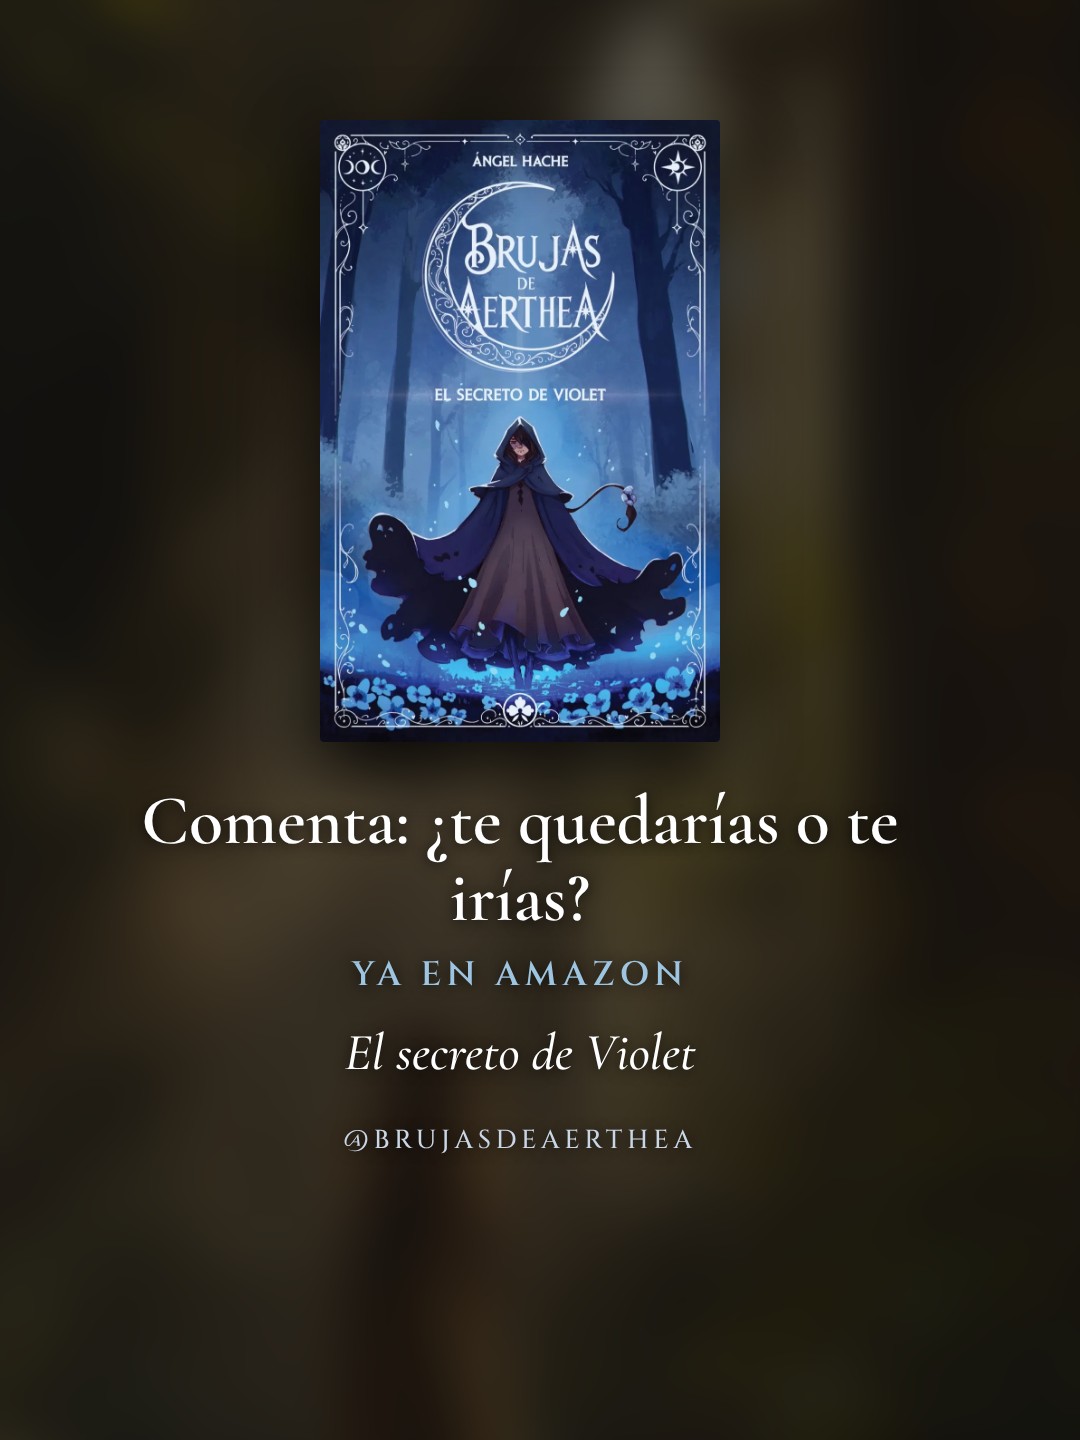 ÁNGEL HACHE
BRUJAS
DE
AERTHEA
EL SECRETO DE VIOLET
Comenta: ¿te quedarías o te
irías?
YA EN AMAZON
El secreto de Violet
@BRUJASDEAERTHEA